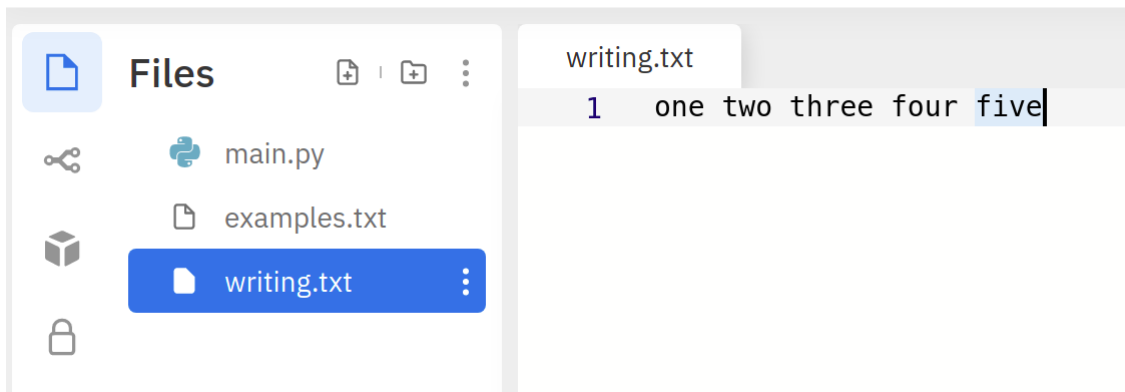 Files
main.py
examples.txt
writing.txt
writing.txt
1 one two three four five